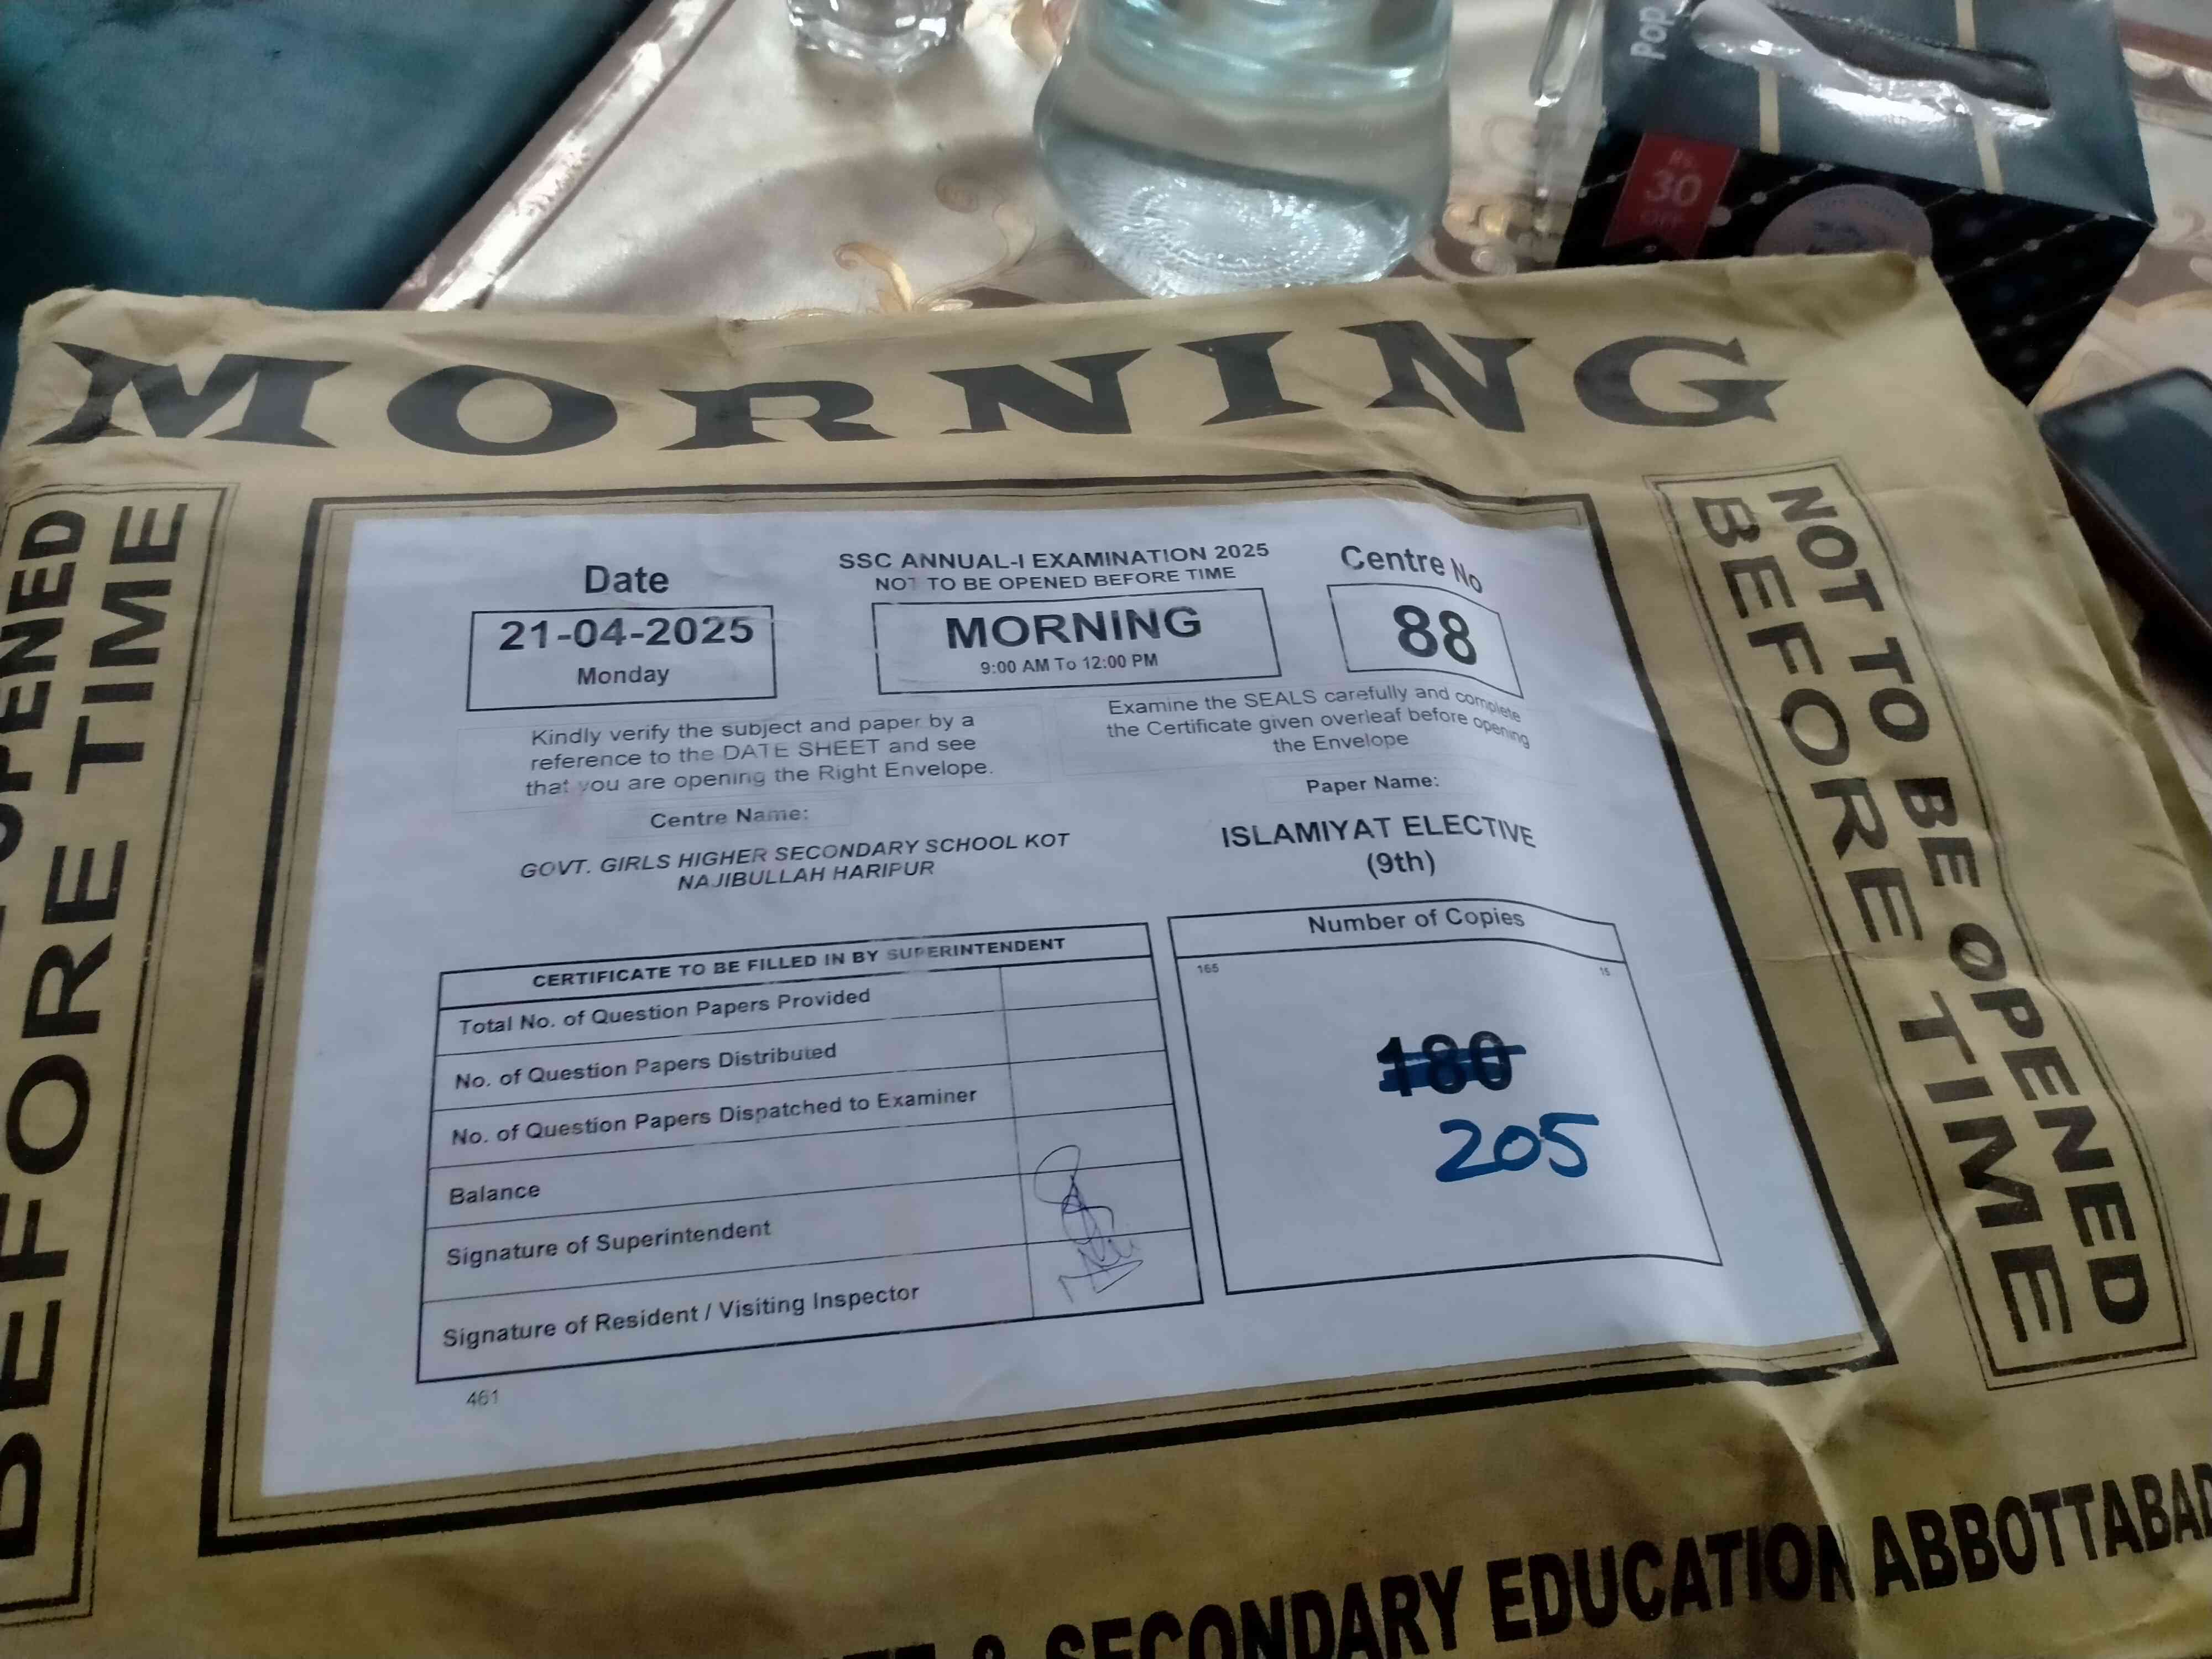 Pop
Rs.
30
OFF
MORNING
OPENED
BEFORE TIME
NOT TO BE OPENED
BEFORE TIME
Date
21-04-2025
Monday
SSC ANNUAL-I EXAMINATION 2025
NOT TO BE OPENED BEFORE TIME
MORNING
9:00 AM To 12:00 PM
Centre No
88
Kindly verify the subject and paper by a
reference to the DATE SHEET and see
that you are opening the Right Envelope.
Examine the SEALS carefully and complete
the Certificate given overleaf before opening
the Envelope
Centre Name:
GOVT. GIRLS HIGHER SECONDARY SCHOOL KOT
NAJIBULLAH HARIPUR
Paper Name:
ISLAMIYAT ELECTIVE
(9th)
CERTIFICATE TO BE FILLED IN BY SUPERINTENDENT
Total No. of Question Papers Provided
No. of Question Papers Distributed
No. of Question Papers Dispatched to Examiner
Balance
Signature of Superintendent
Signature of Resident / Visiting Inspector
461
Number of Copies
165 15
180
205
& SECONDARY EDUCATION ABBOTTABAD